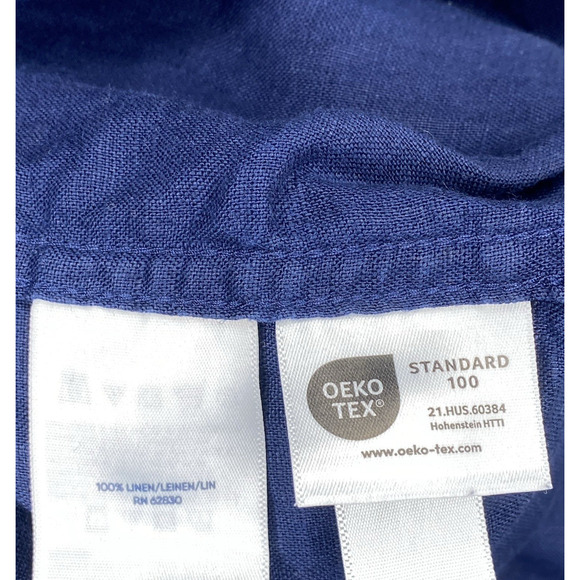 100% LINEN/LEINEN/LIN
RN 62830
OEKO
TEX®
STANDARD
100
21.HUS.60384
Hohenstein HTTI
www.oeko-tex.com